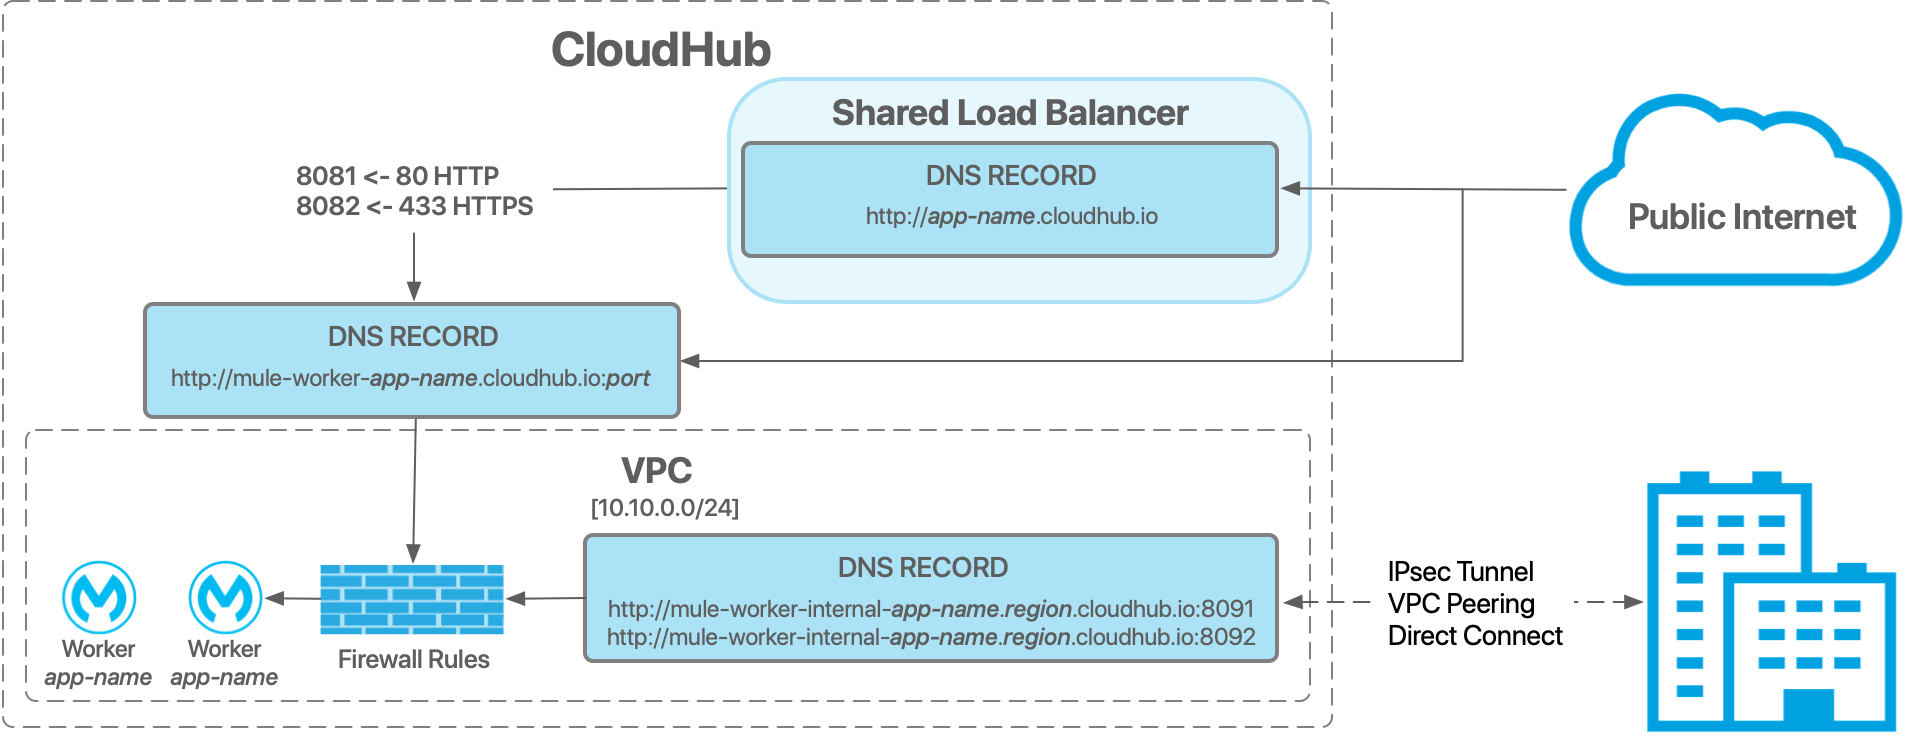 CloudHub
Shared Load Balancer
DNS RECORD
http://app-name.cloudhub.io
Public Internet
8081 <- 80 HTTP
8082 <- 433 HTTPS
DNS RECORD
http://mule-worker-app-name.cloudhub.io:port
VPC
[10.10.0.0/24]
DNS RECORD
http://mule-worker-internal-app-name.region.cloudhub.io:8091
http://mule-worker-internal-app-name.region.cloudhub.io:8092
IPsec Tunnel
VPC Peering
Direct Connect
Worker
app-name
Worker
app-name
Firewall Rules